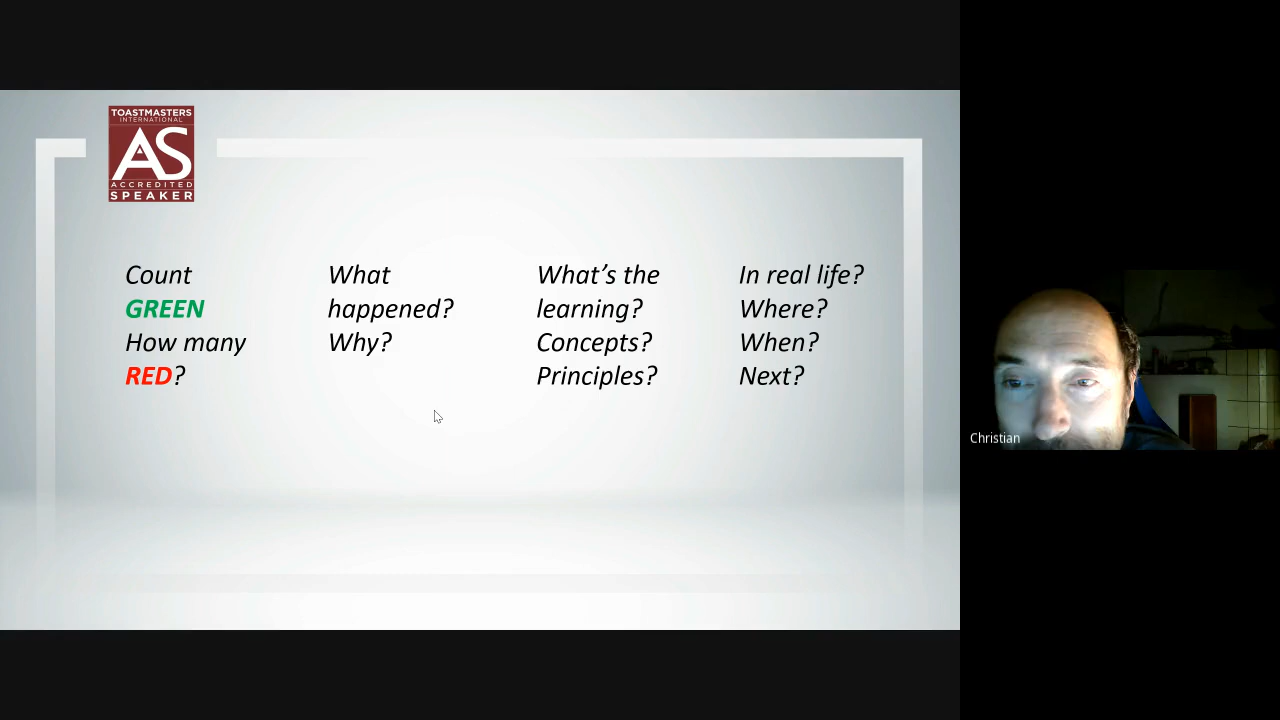 TOASTMASTERS
INTERNATIONAL
AS
ACCREDITED
SPEAKER
Count
GREEN
How many
RED?
What
happened?
Why?
What’s the
learning?
Concepts?
Principles?
In real life?
Where?
When?
Next?
Christian